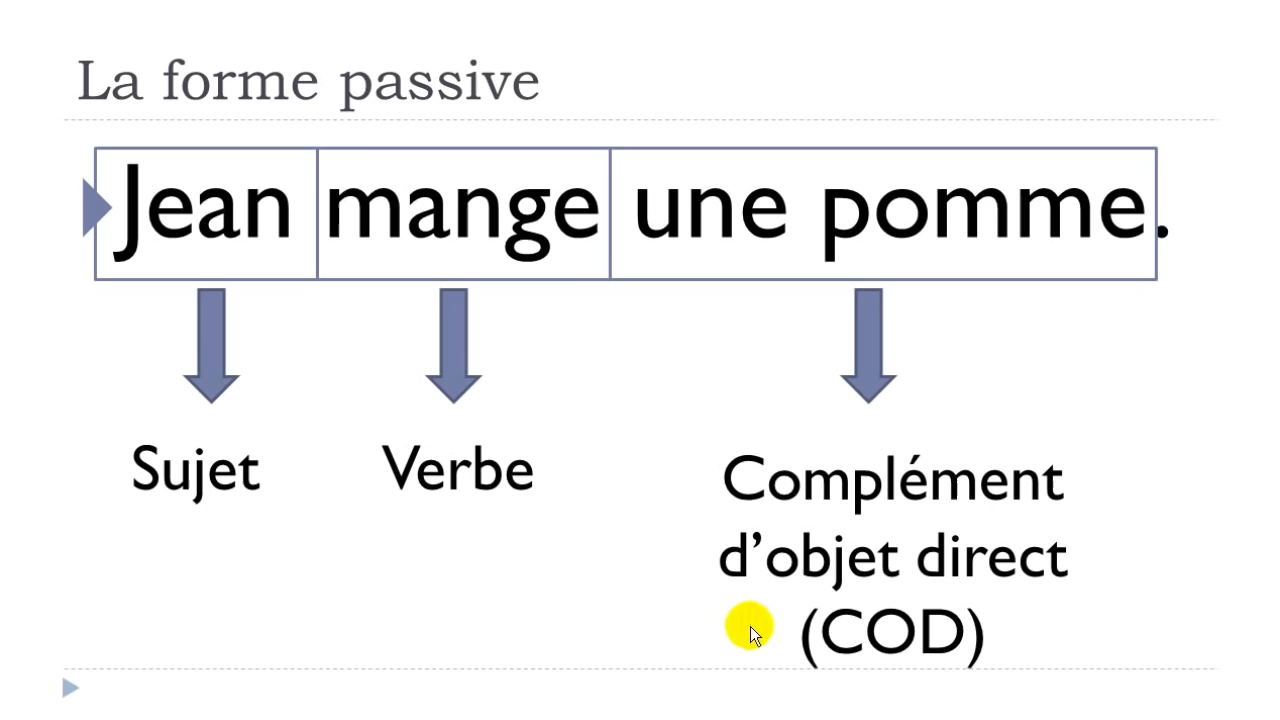 La forme passive
Jean mange une pomme.
Sujet
Verbe
Complément
d’objet direct
(COD)